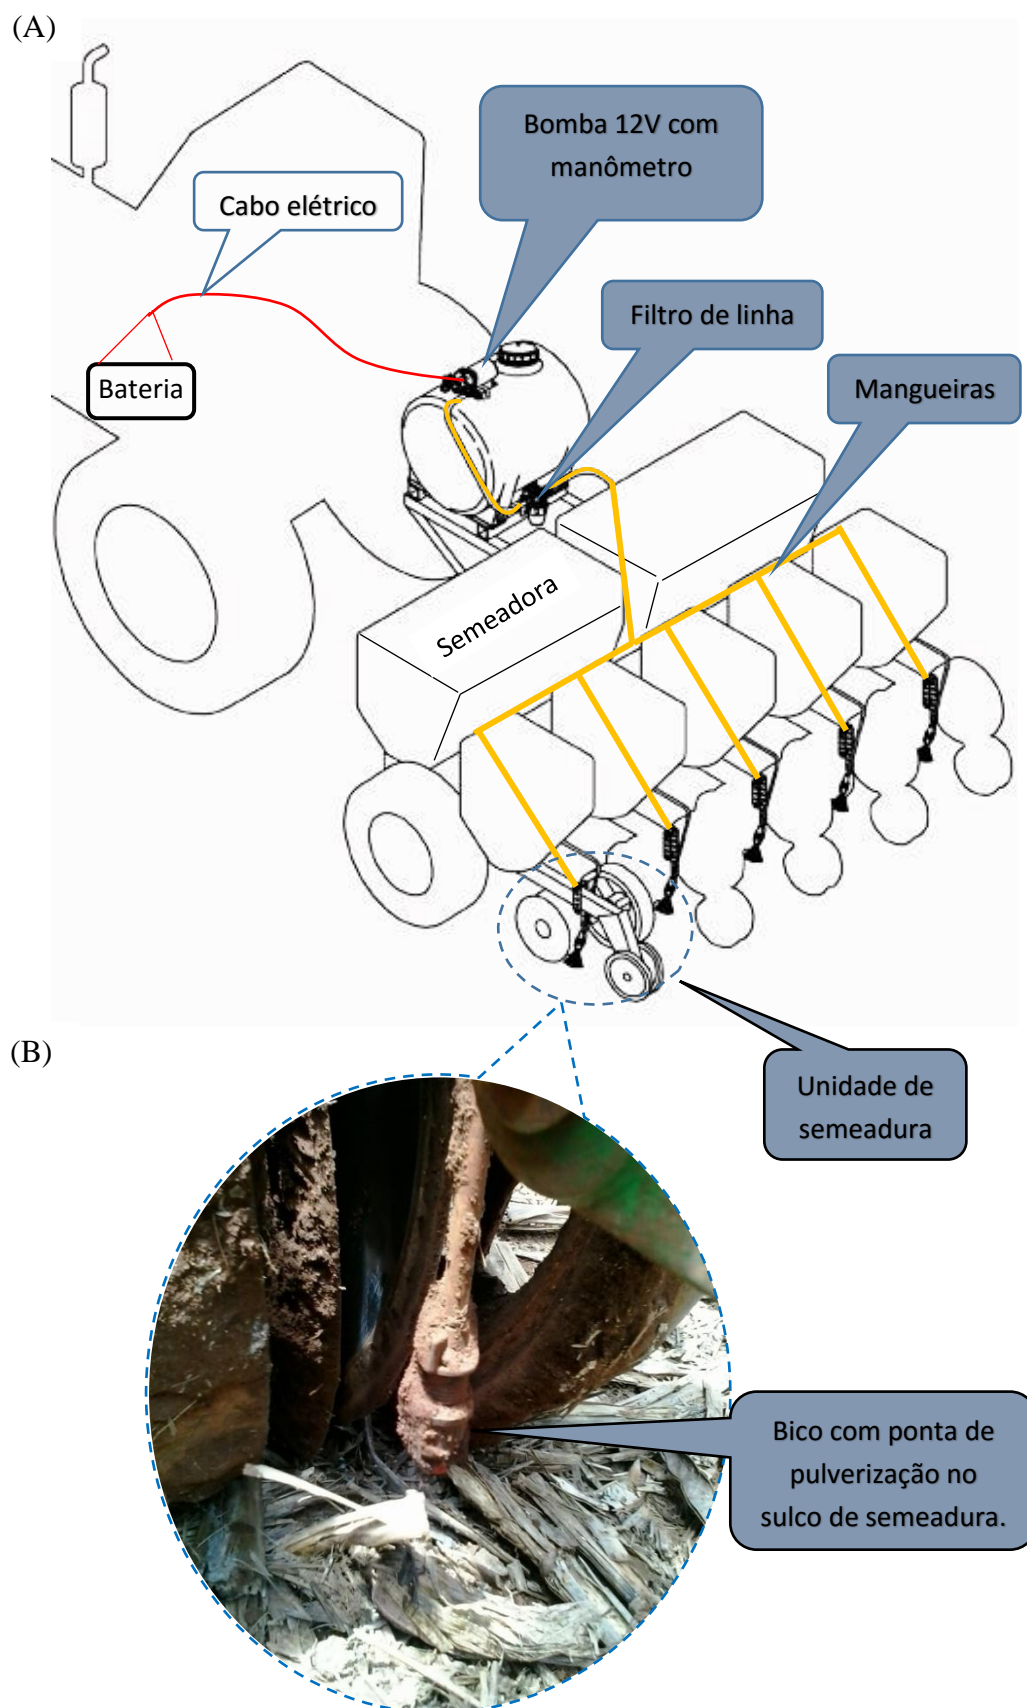 (A)
Bomba 12V com
manômetro
Cabo elétrico
Filtro de linha
Bateria
Mangueiras
Semeadora
(B)
Unidade de
semeadura
Bico com ponta de
pulverização no
sulco de semeadura.